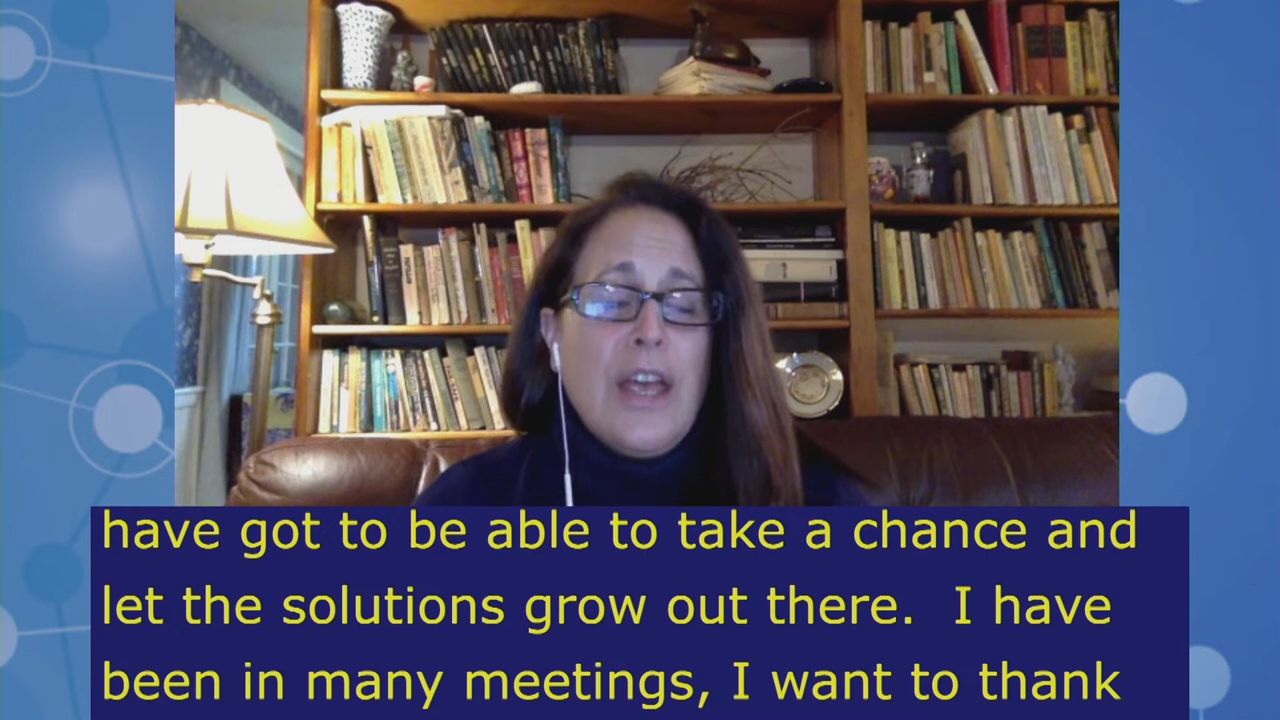 have got to be able to take a chance and
let the solutions grow out there.  I have
been in many meetings, I want to thank